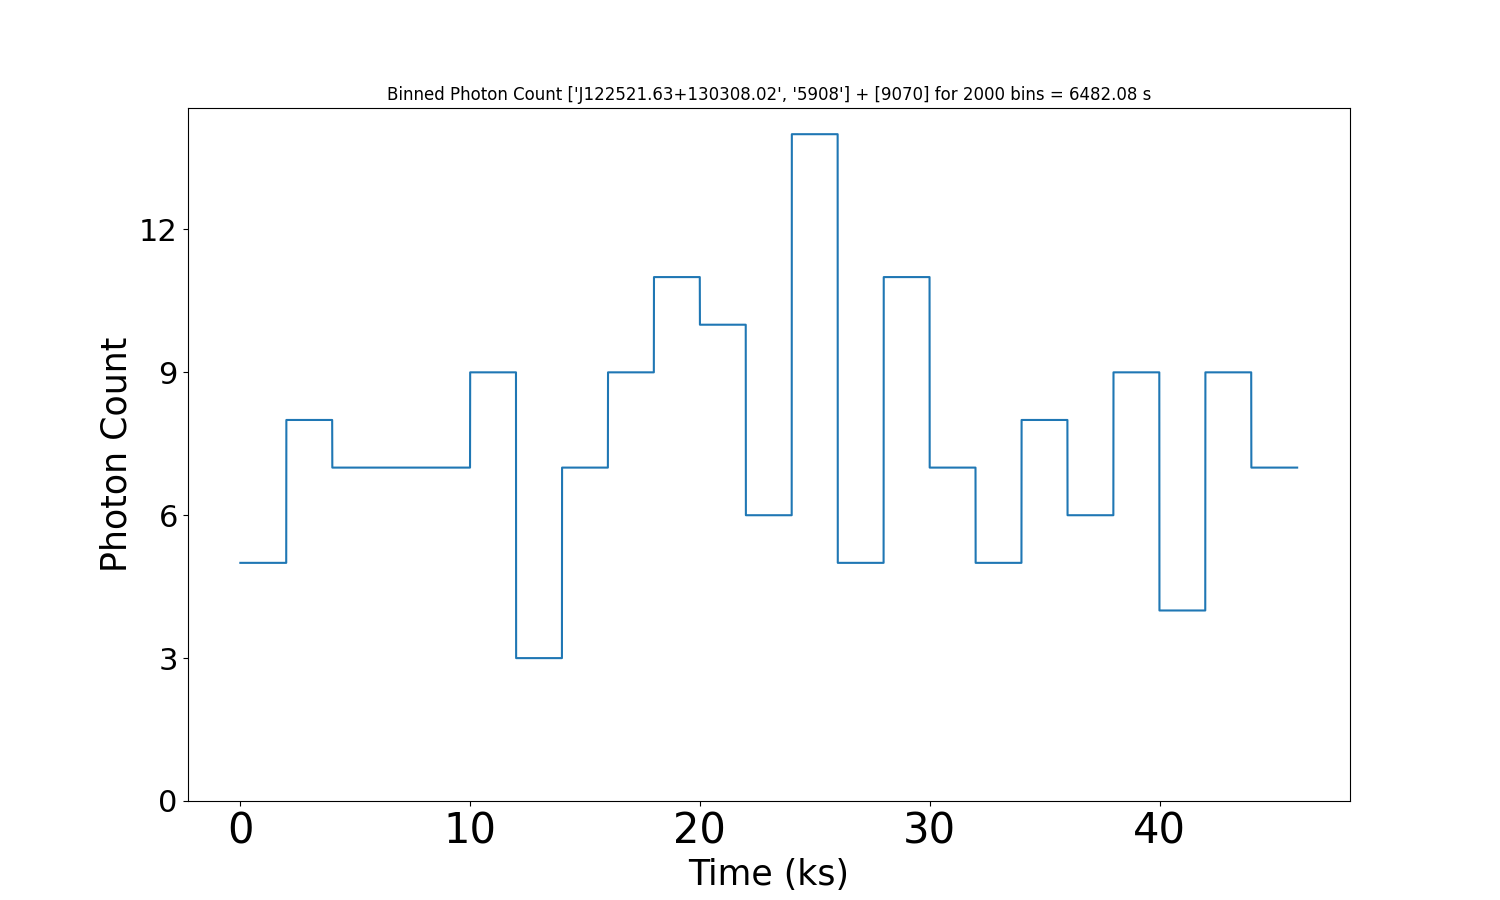 Binned Photon Count ['J122521.63+130308.02', '5908'] + [9070] for 2000 bins = 6482.08 s
12
9
6
3
0
Photon Count
0 10 20 30 40
Time (ks)